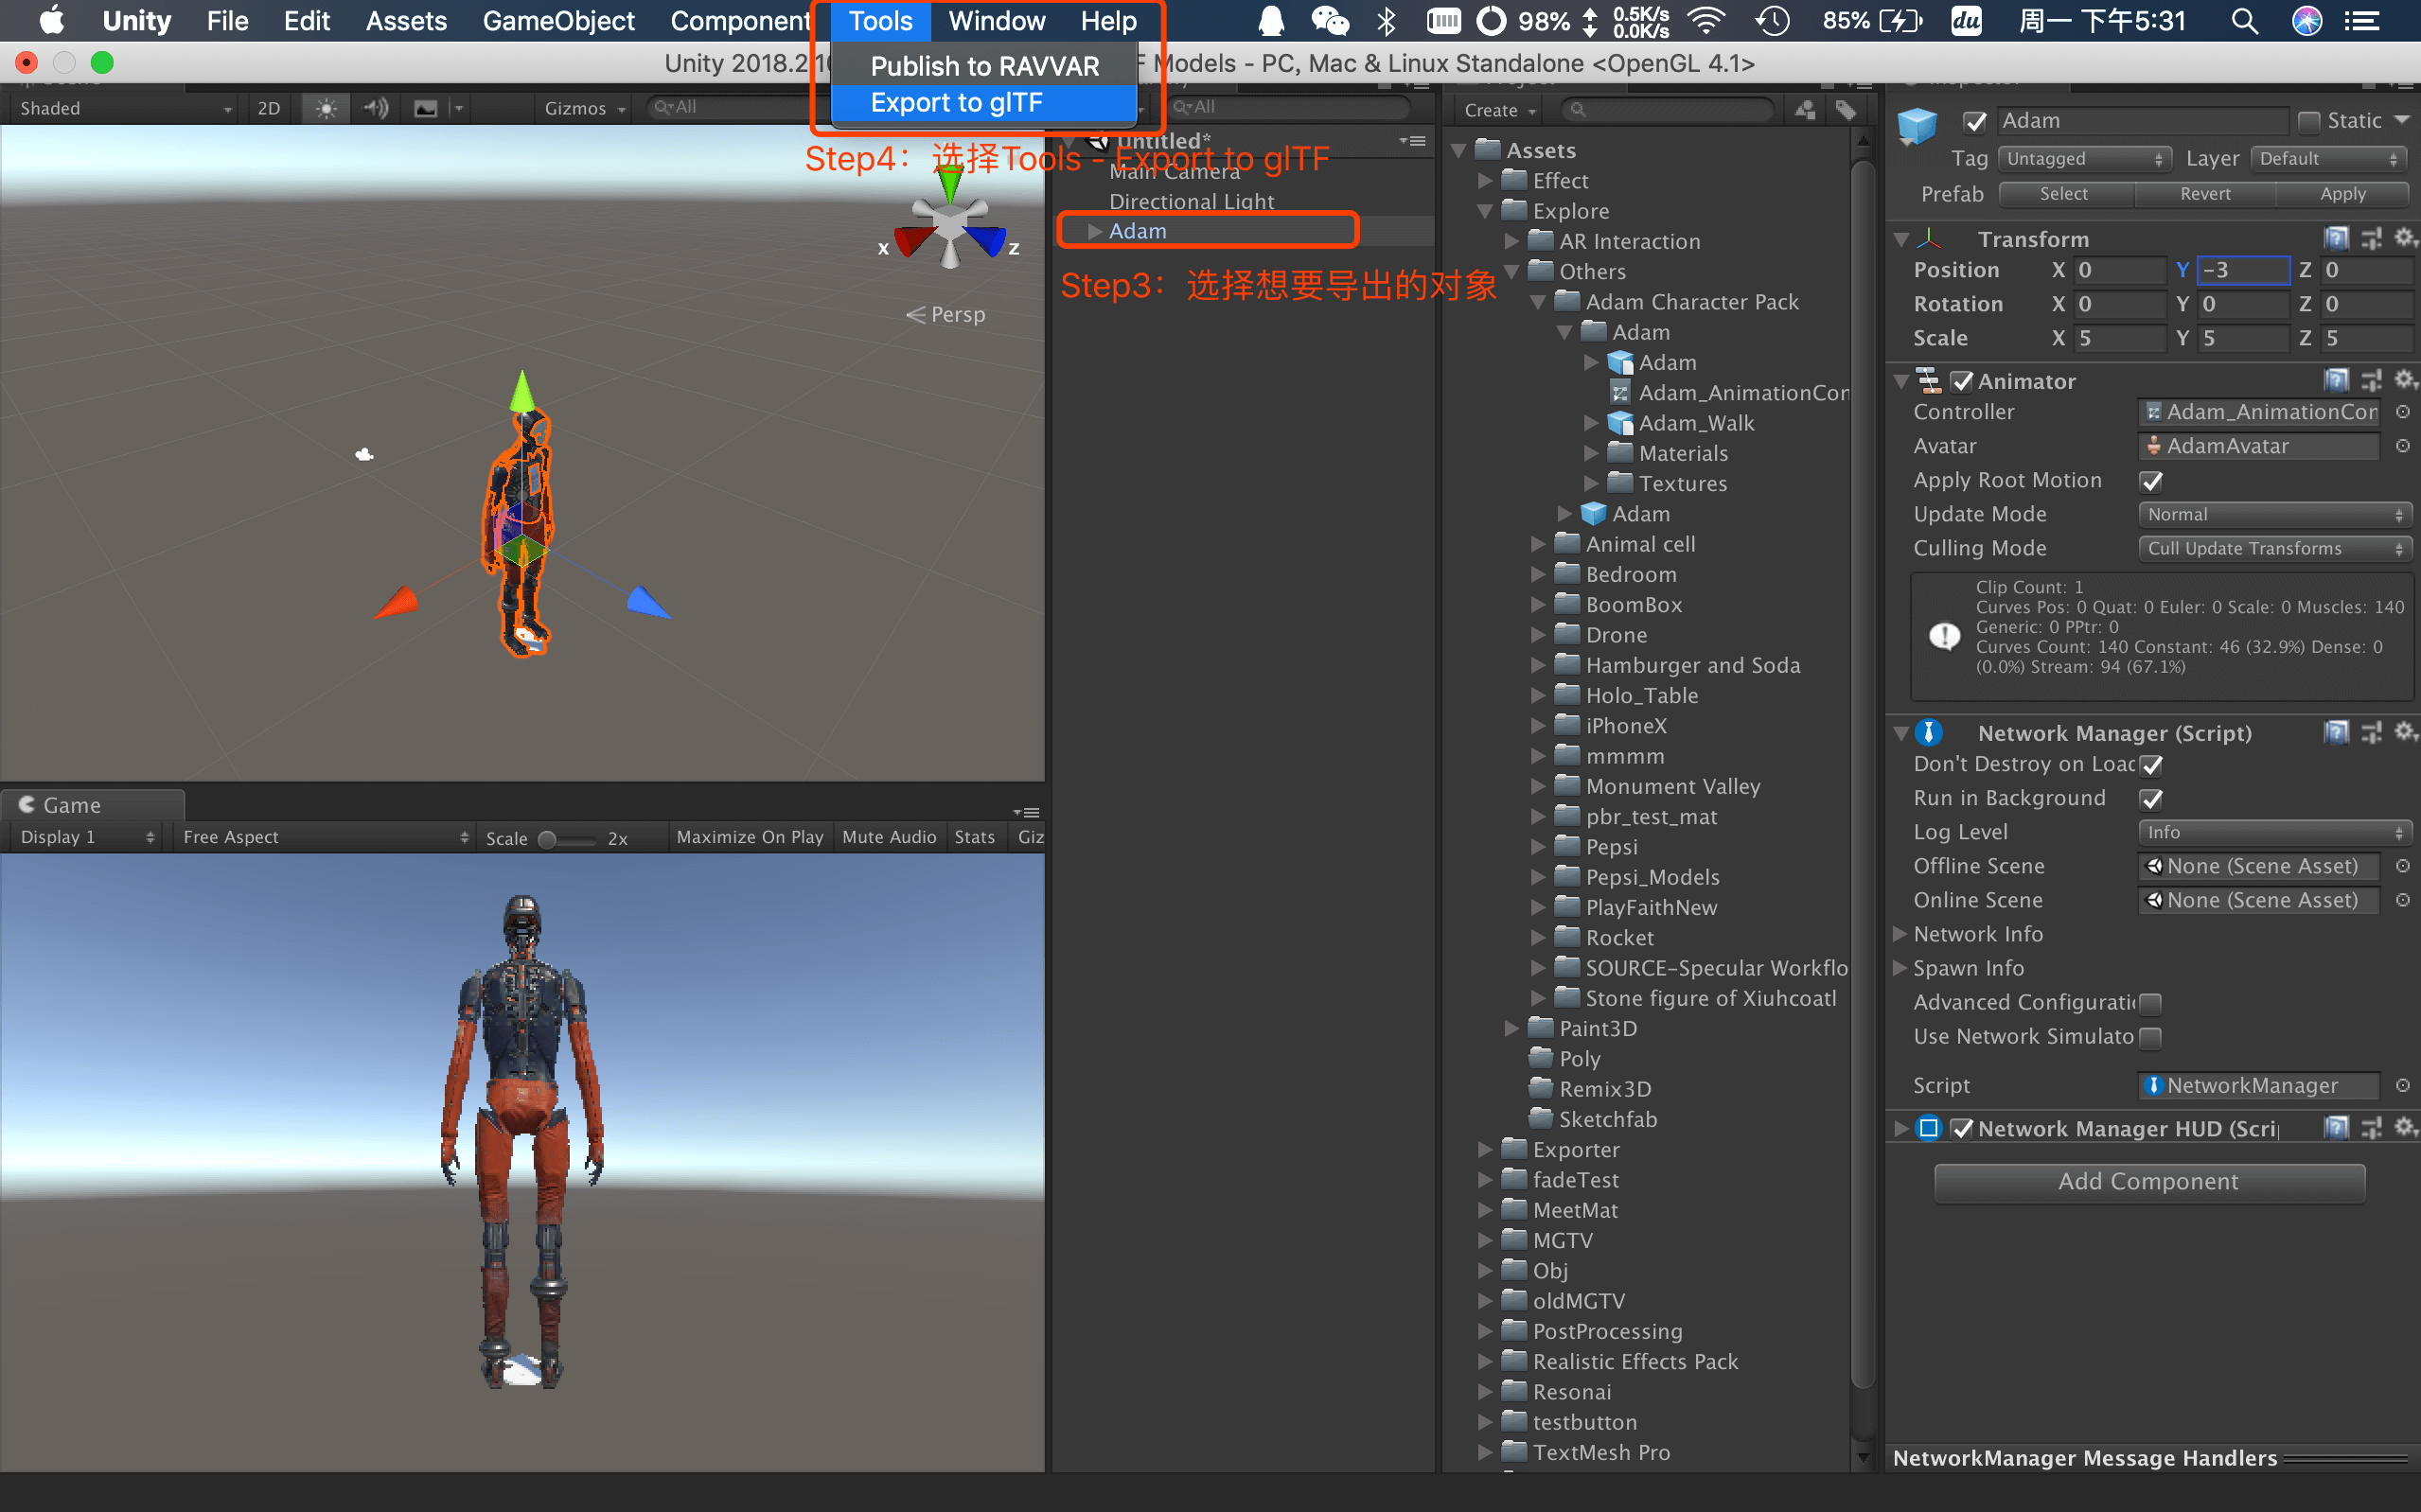 Unity File Edit Assets GameObject Component Tools Window Help 98% 0.5K/s 0.0K/s 85% du 周一 下午5:31
Publish to RAVVAR
Export to glTF
Unity 2018.2.1
Models - PC, Mac & Linux Standalone <OpenGL 4.1>
Shaded 2D Gizmos All
All
Create
Untitled*
Step4：选择Tools - Export to glTF
Main Camera
Directional Light
Adam
Step3：选择想要导出的对象
x z
Persp
Assets
Effect
Explore
AR Interaction
Others
Adam Character Pack
Adam
Adam
Adam_AnimationCon
Adam_Walk
Materials
Textures
Adam
Animal cell
Bedroom
BoomBox
Drone
Hamburger and Soda
Holo_Table
iPhoneX
mmmm
Monument Valley
pbr_test_mat
Pepsi
Pepsi_Models
PlayFaithNew
Rocket
SOURCE-Specular Workflo
Stone figure of Xiuhcoatl
Paint3D
Poly
Remix3D
Sketchfab
Exporter
fadeTest
MeetMat
MGTV
Obj
oldMGTV
PostProcessing
Realistic Effects Pack
Resonai
testbutton
TextMesh Pro
Adam Static
Tag Untagged Layer Default
Prefab Select Revert Apply
Transform
Position X 0 Y -3 Z 0
Rotation X 0 Y 0 Z 0
Scale X 5 Y 5 Z 5
Animator
Controller Adam_AnimationCon
Avatar AdamAvatar
Apply Root Motion
Update Mode Normal
Culling Mode Cull Update Transforms
Clip Count: 1
Curves Pos: 0 Quat: 0 Euler: 0 Scale: 0 Muscles: 140
Generic: 0 PPtr: 0
Curves Count: 140 Constant: 46 (32.9%) Dense: 0
(0.0%) Stream: 94 (67.1%)
Network Manager (Script)
Don't Destroy on Load
Run in Background
Log Level Info
Offline Scene None (Scene Asset)
Online Scene None (Scene Asset)
Network Info
Spawn Info
Advanced Configuratio
Use Network Simulato
Script NetworkManager
Network Manager HUD (Scri
Add Component
NetworkManager Message Handlers
Game
Display 1 Free Aspect Scale 2x Maximize On Play Mute Audio Stats Giz